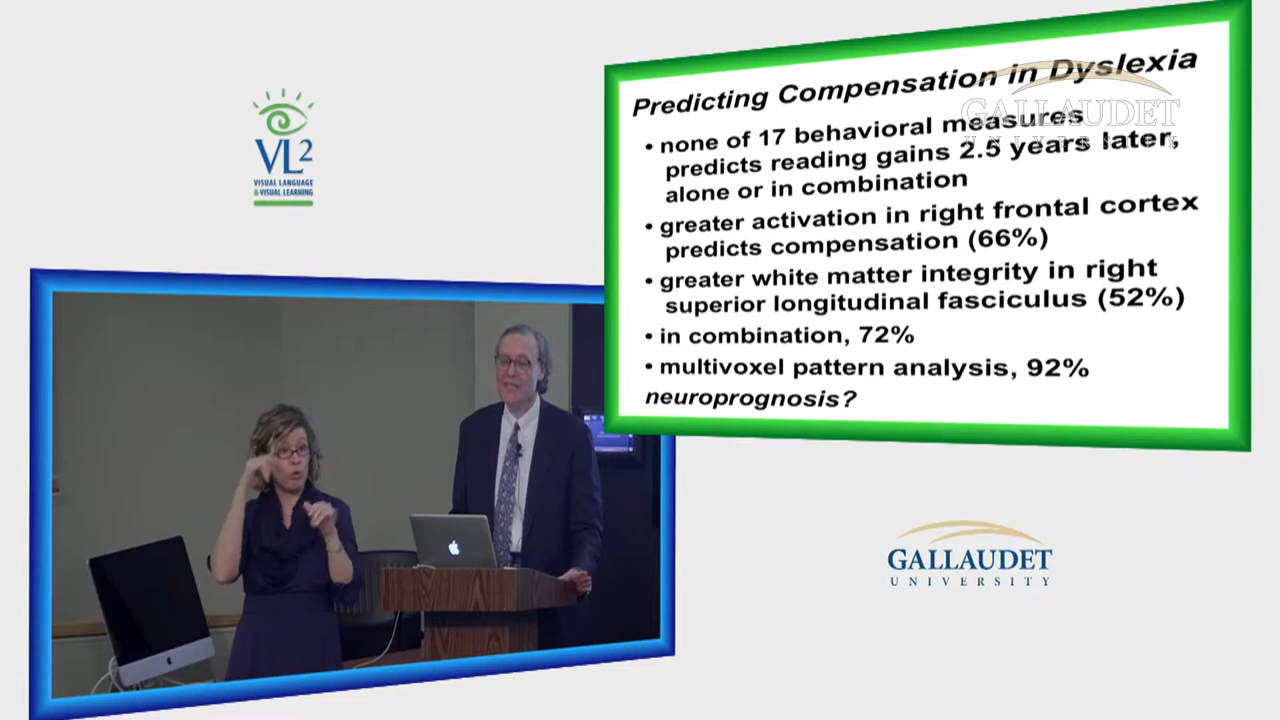 Predicting Compensation in Dyslexia
• none of 17 behavioral measures
predicts reading gains 2.5 years later,
alone or in combination
• greater activation in right frontal cortex
predicts compensation (66%)
• greater white matter integrity in right
superior longitudinal fasciculus (52%)
• in combination, 72%
• multivoxel pattern analysis, 92%
neuroprognosis?
GALLAUDET
UNIVERSITY
VL2
VISUAL LANGUAGE
& VISUAL LEARNING
GALLAUDET
UNIVERSITY